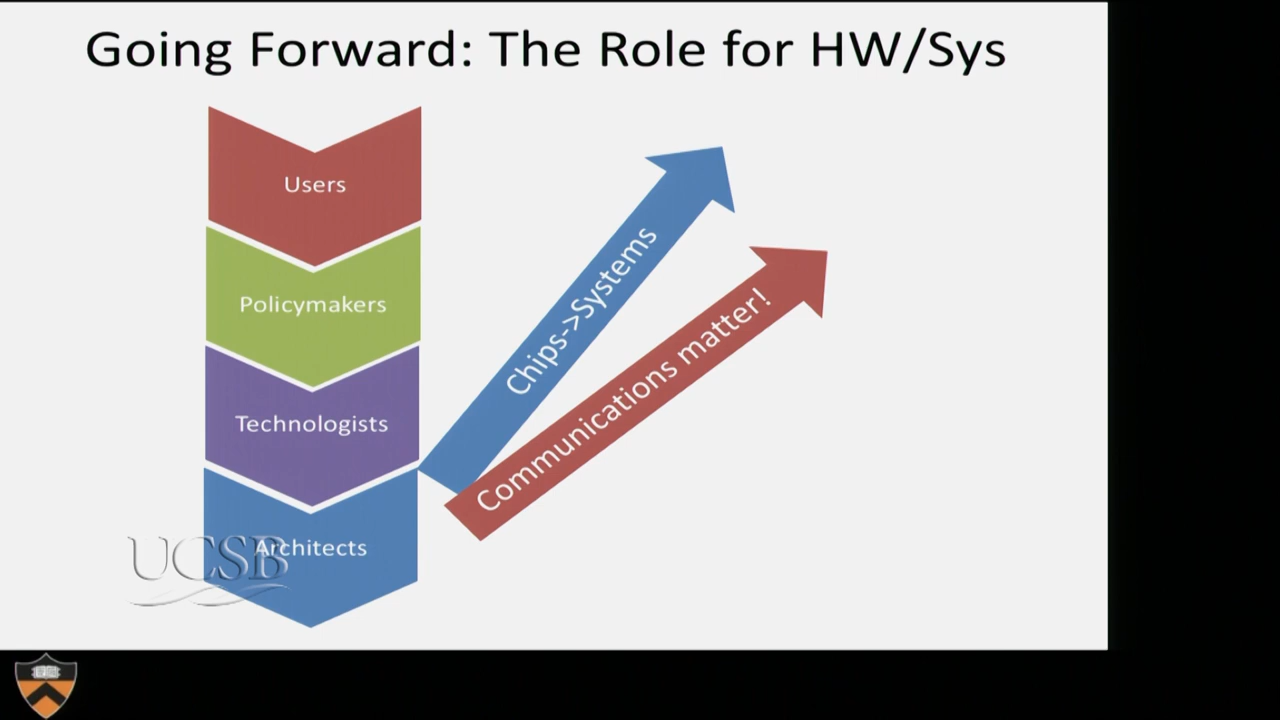 Going Forward: The Role for HW/Sys
Users
Policymakers
Technologists
Architects
Chips->Systems
Communications matter!
UCSB